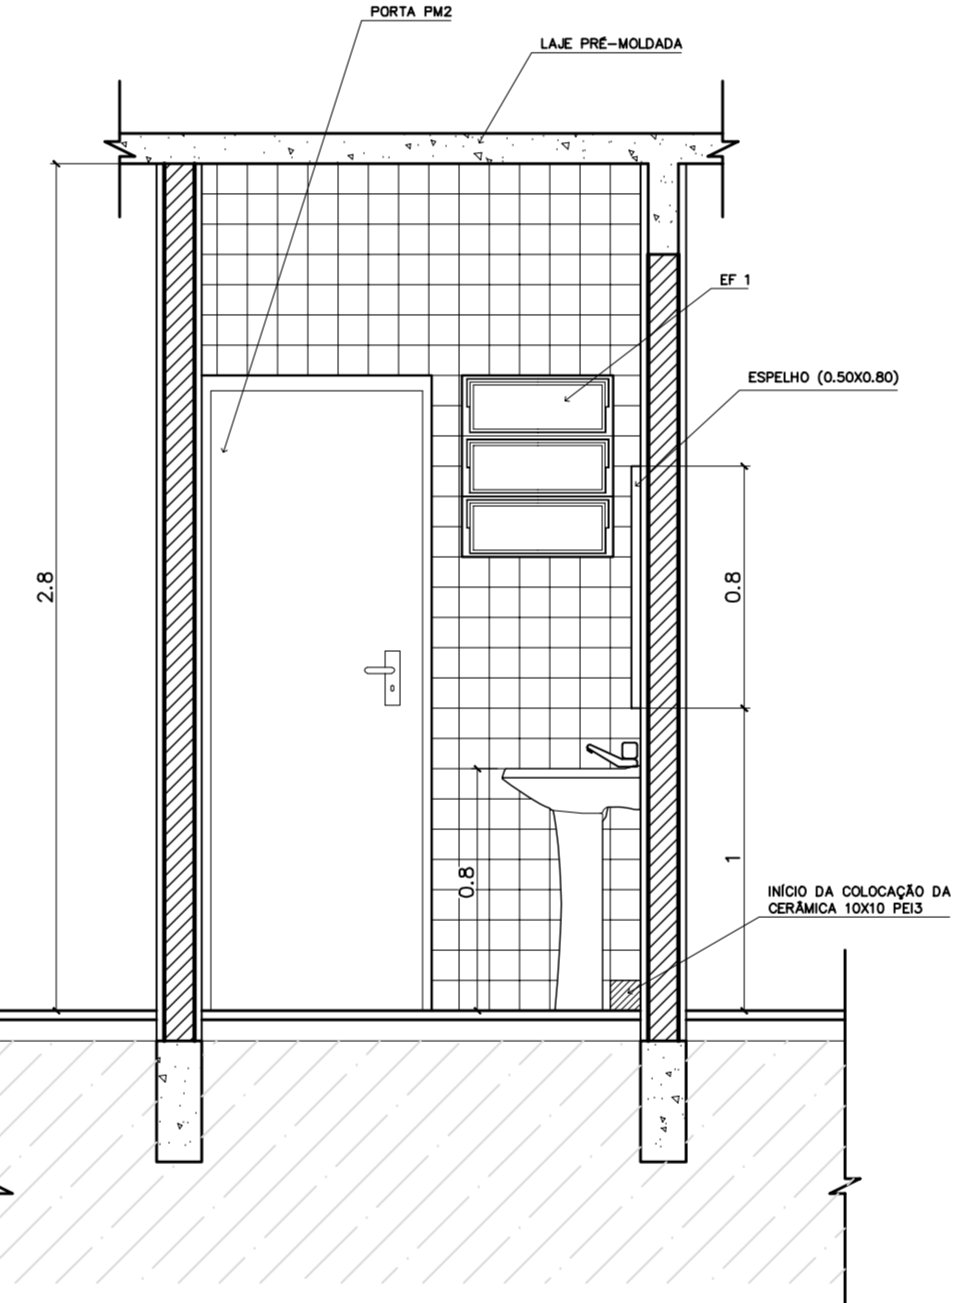 PORTA PM2
LAJE PRÉ-MOLDADA
EF 1
ESPELHO (0.50X0.80)
2.8
0.8
1
0.8
INÍCIO DA COLOCAÇÃO DA
CERÂMICA 10X10 PEI3